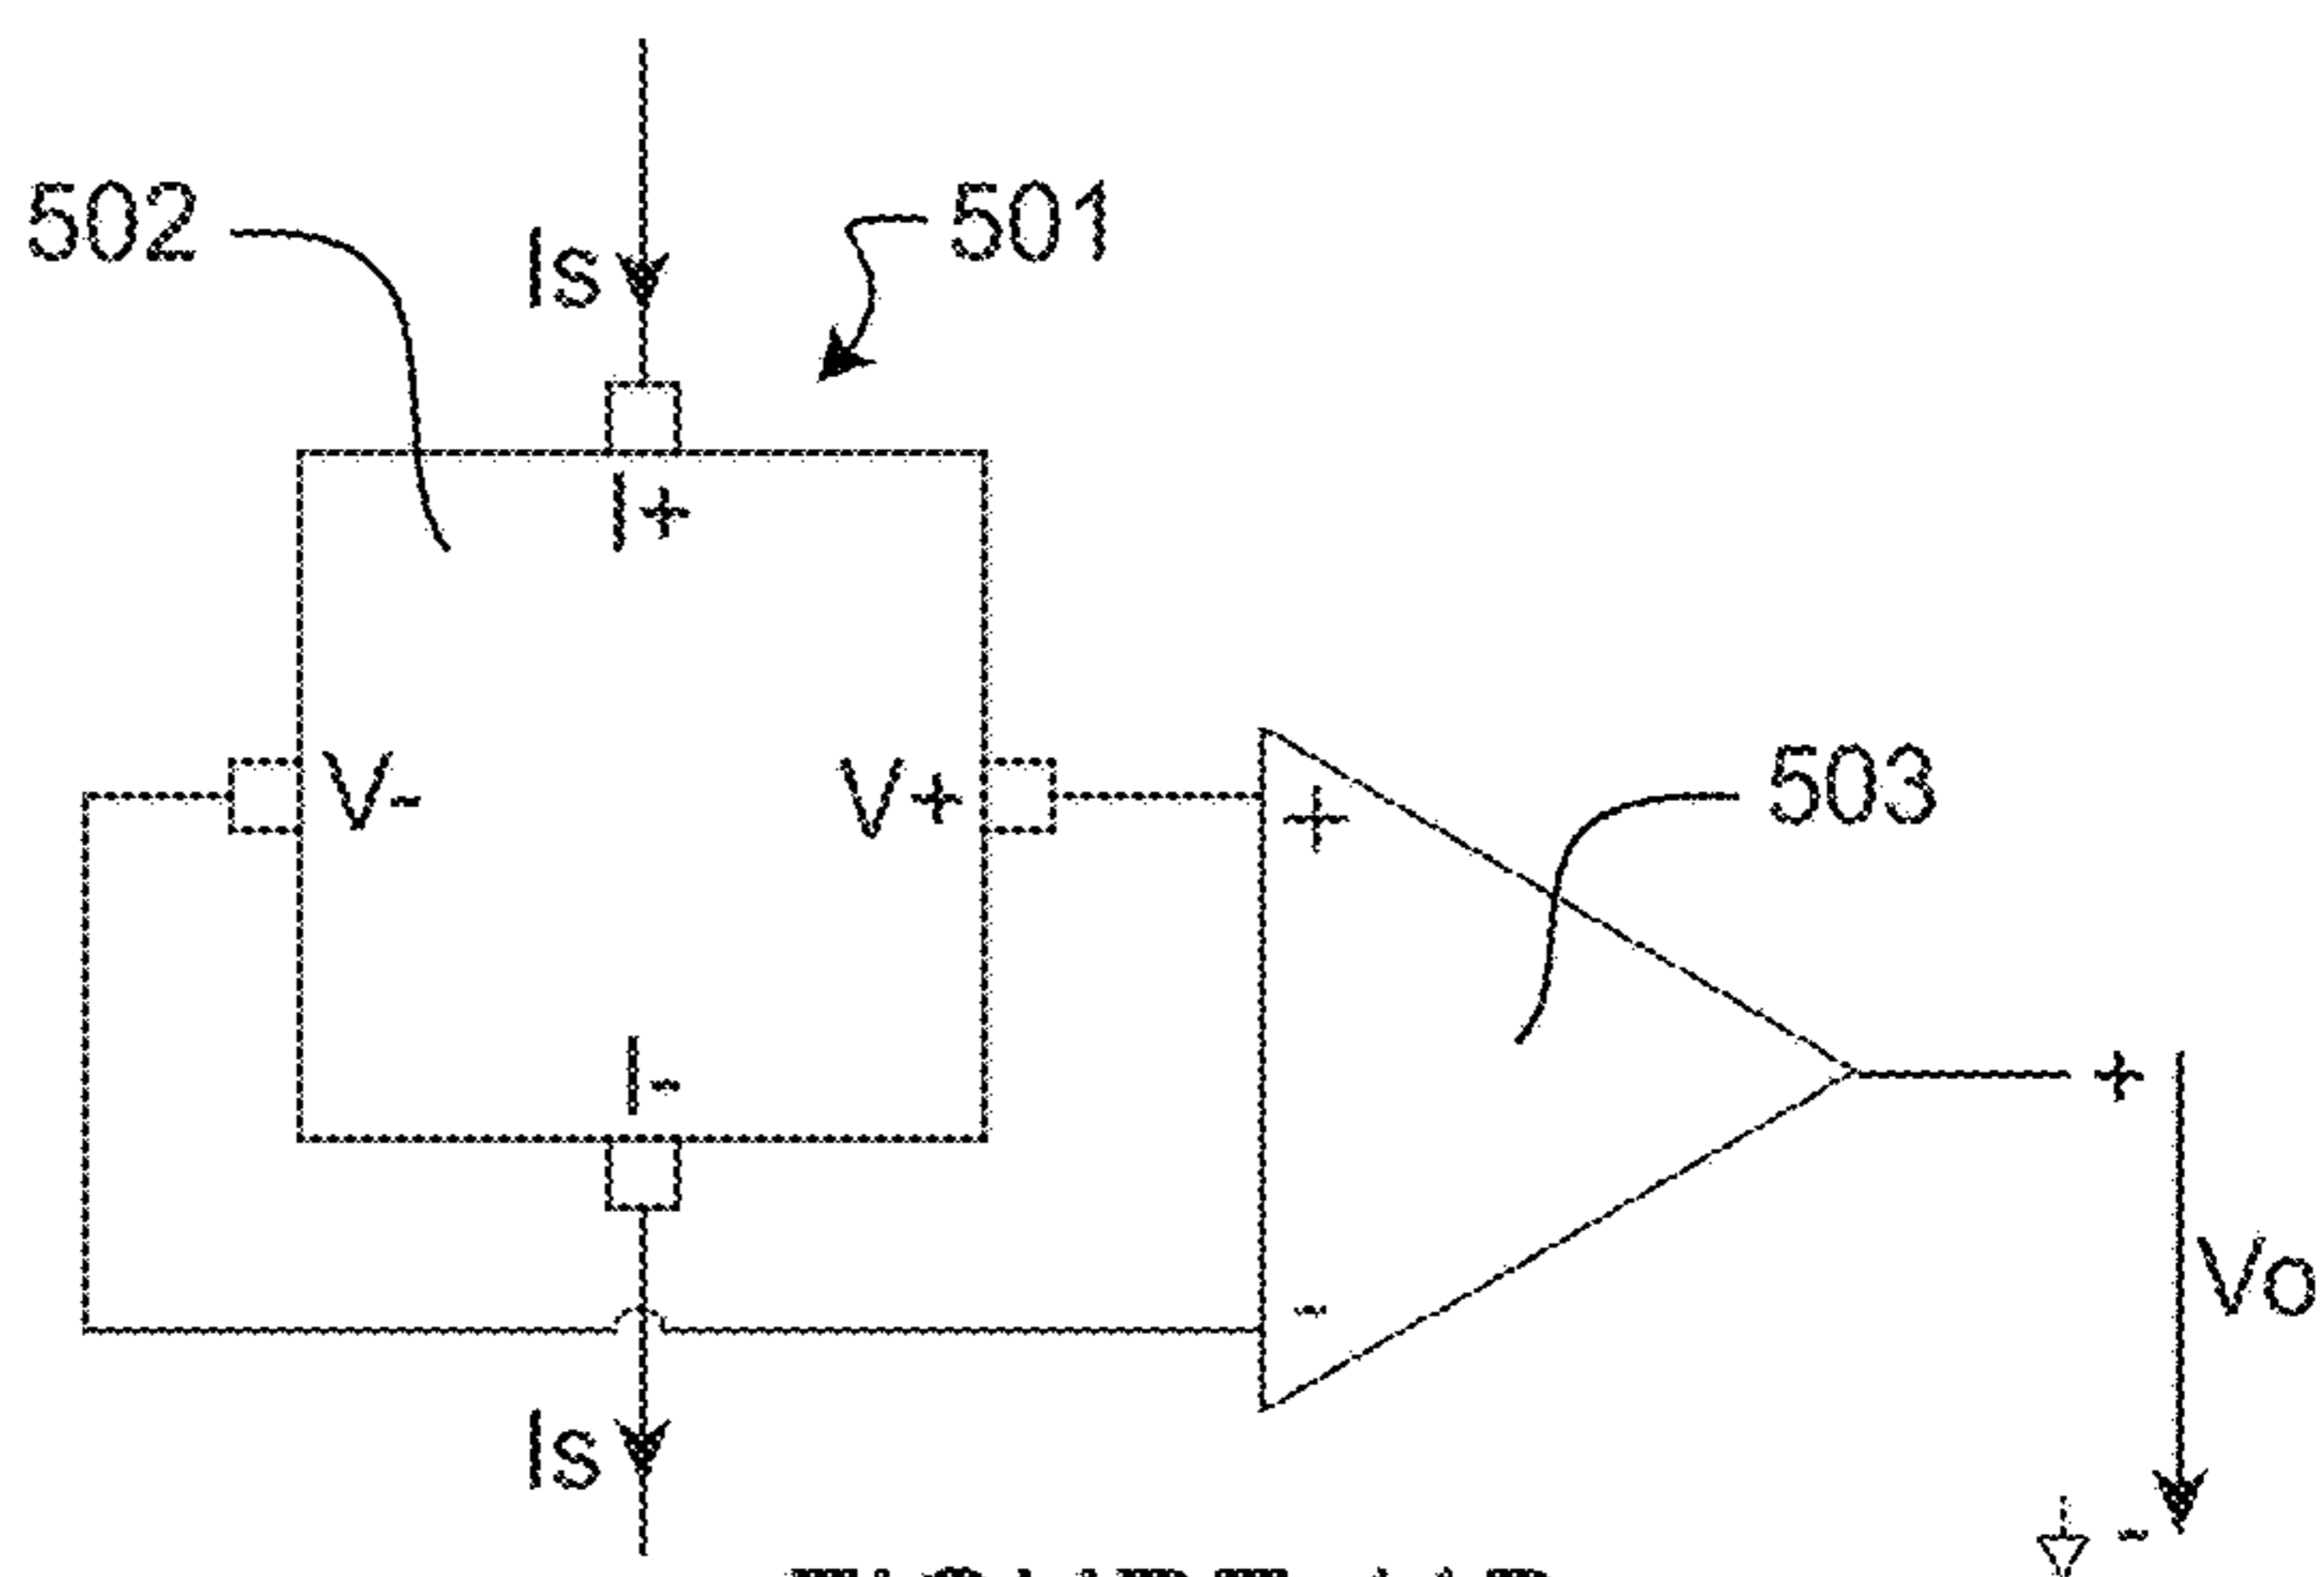 502
Is
501
I+
V-
V+
+
503
I-
+
-
Vo
Is
-